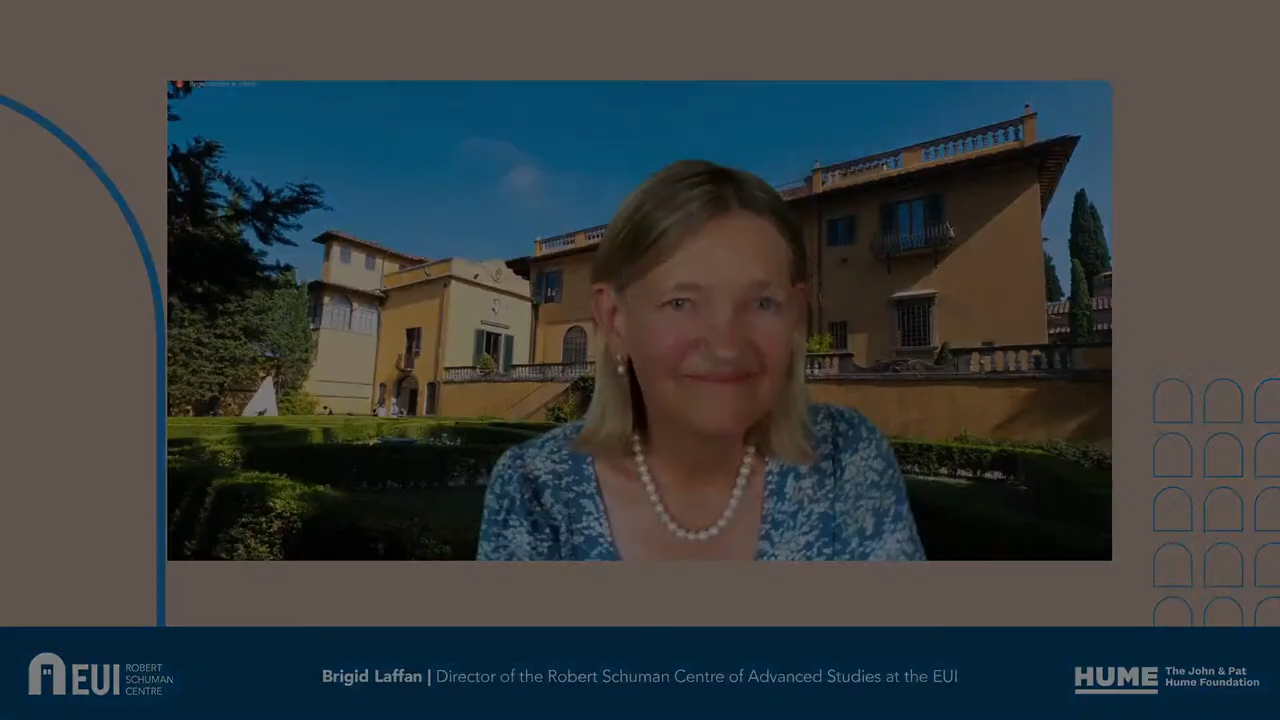 EUI
ROBERT
SCHUMAN
CENTRE
Brigid Laffan | Director of the Robert Schuman Centre of Advanced Studies at the EUI
HUME
The John & Pat
Hume Foundation